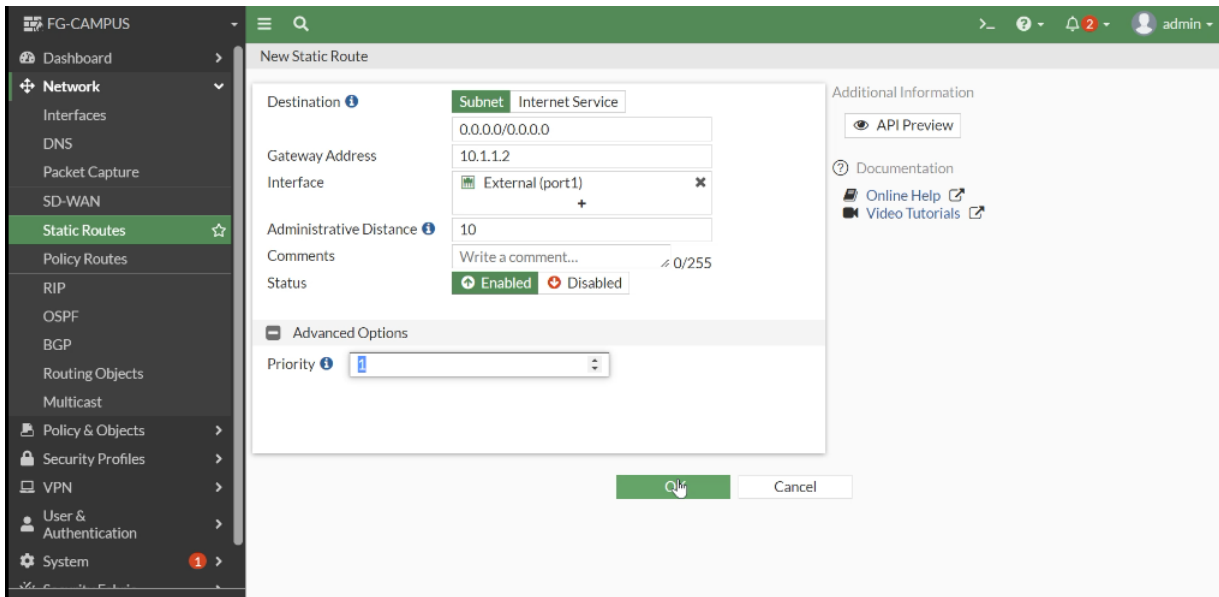 FG-CAMPUS
>_
2
admin
Dashboard
Network
Interfaces
DNS
Packet Capture
SD-WAN
Static Routes
Policy Routes
RIP
OSPF
BGP
Routing Objects
Multicast
Policy & Objects
Security Profiles
VPN
User &
Authentication
System 1
New Static Route
Destination Subnet Internet Service
0.0.0.0/0.0.0.0
Gateway Address 10.1.1.2
Interface External (port1)
+
Administrative Distance 10
Comments Write a comment... 0/255
Status Enabled Disabled
Advanced Options
Priority 1
Cancel
Additional Information
API Preview
Documentation
Online Help
Video Tutorials